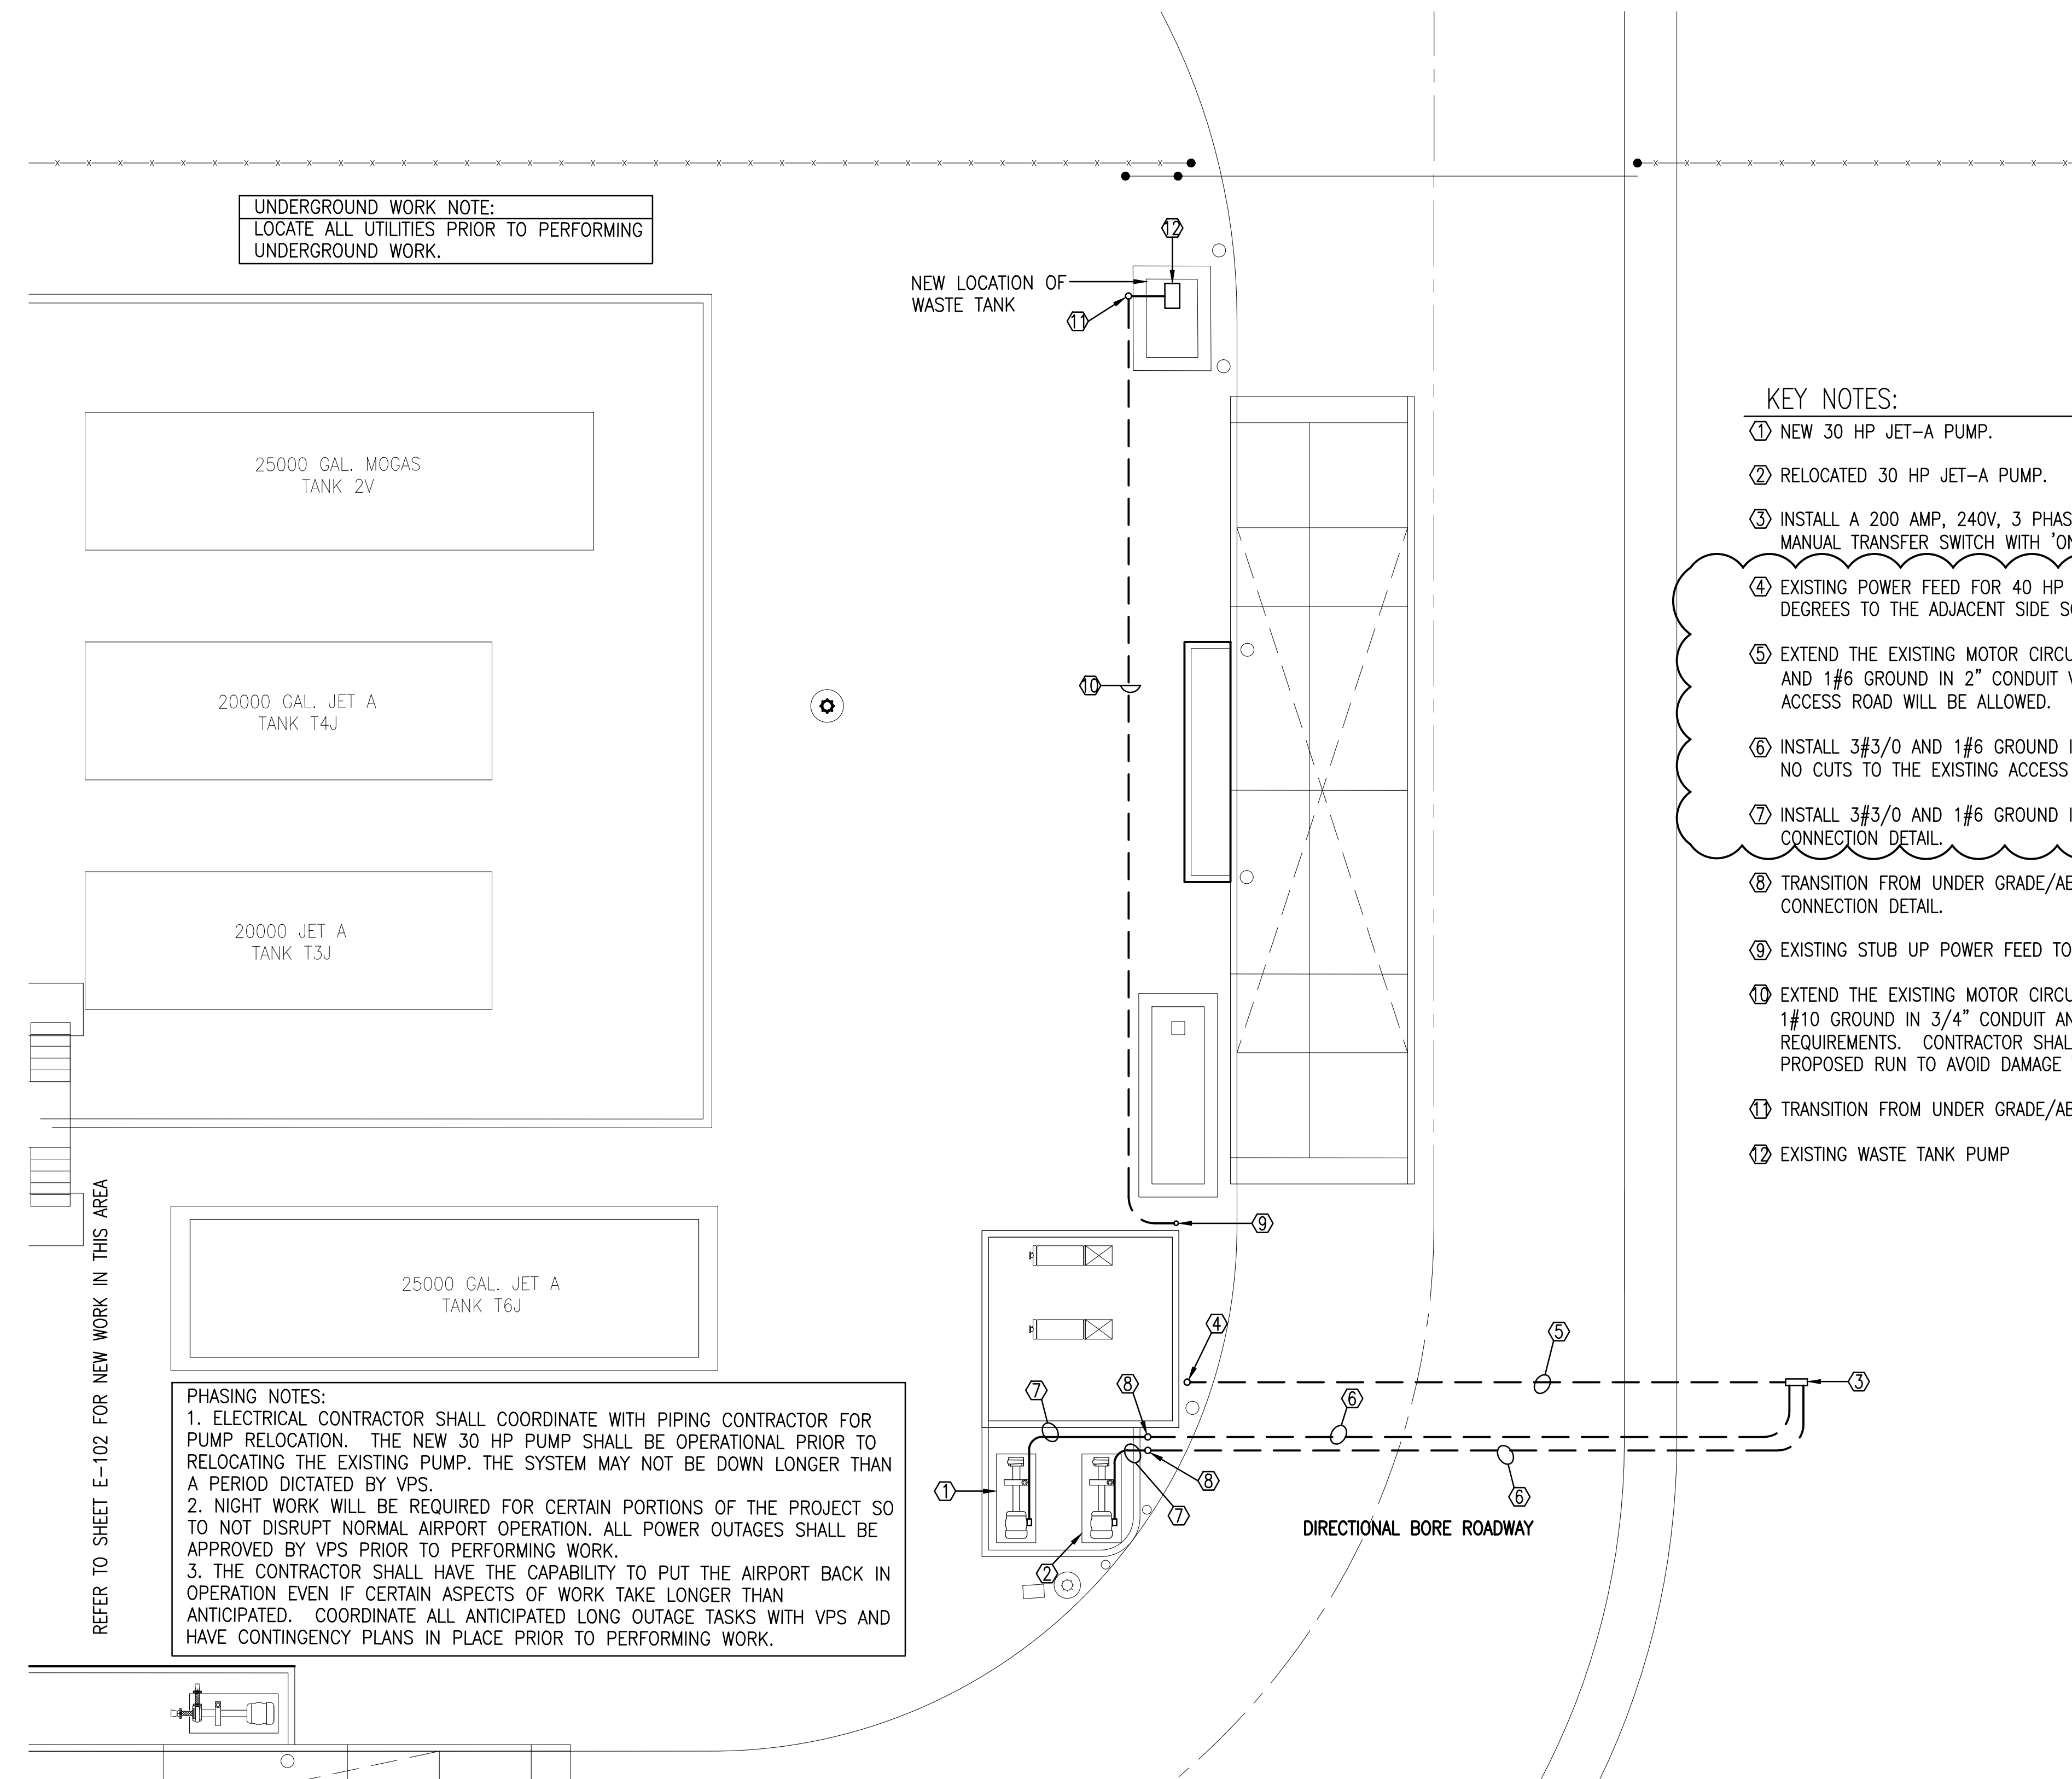 UNDERGROUND WORK NOTE:
LOCATE ALL UTILITIES PRIOR TO PERFORMING
UNDERGROUND WORK.
12
NEW LOCATION OF
WASTE TANK
11
25000 GAL. MOGAS
TANK 2V
20000 GAL. JET A
TANK T4J
20000 JET A
TANK T3J
25000 GAL. JET A
TANK T6J
10
9
4
5
3
7
8
6
8
6
7
1
2
DIRECTIONAL BORE ROADWAY
REFER TO SHEET E-102 FOR NEW WORK IN THIS AREA
PHASING NOTES:
1. ELECTRICAL CONTRACTOR SHALL COORDINATE WITH PIPING CONTRACTOR FOR
PUMP RELOCATION. THE NEW 30 HP PUMP SHALL BE OPERATIONAL PRIOR TO
RELOCATING THE EXISTING PUMP. THE SYSTEM MAY NOT BE DOWN LONGER THAN
A PERIOD DICTATED BY VPS.
2. NIGHT WORK WILL BE REQUIRED FOR CERTAIN PORTIONS OF THE PROJECT SO
TO NOT DISRUPT NORMAL AIRPORT OPERATION. ALL POWER OUTAGES SHALL BE
APPROVED BY VPS PRIOR TO PERFORMING WORK.
3. THE CONTRACTOR SHALL HAVE THE CAPABILITY TO PUT THE AIRPORT BACK IN
OPERATION EVEN IF CERTAIN ASPECTS OF WORK TAKE LONGER THAN
ANTICIPATED. COORDINATE ALL ANTICIPATED LONG OUTAGE TASKS WITH VPS AND
HAVE CONTINGENCY PLANS IN PLACE PRIOR TO PERFORMING WORK.
KEY NOTES:
1 NEW 30 HP JET-A PUMP.
2 RELOCATED 30 HP JET-A PUMP.
3 INSTALL A 200 AMP, 240V, 3 PHAS
MANUAL TRANSFER SWITCH WITH 'ON
4 EXISTING POWER FEED FOR 40 HP
DEGREES TO THE ADJACENT SIDE SO
5 EXTEND THE EXISTING MOTOR CIRCU
AND 1#6 GROUND IN 2" CONDUIT V
ACCESS ROAD WILL BE ALLOWED.
6 INSTALL 3#3/0 AND 1#6 GROUND I
NO CUTS TO THE EXISTING ACCESS
7 INSTALL 3#3/0 AND 1#6 GROUND I
CONNECTION DETAIL.
8 TRANSITION FROM UNDER GRADE/AB
CONNECTION DETAIL.
9 EXISTING STUB UP POWER FEED TO
10 EXTEND THE EXISTING MOTOR CIRCU
1#10 GROUND IN 3/4" CONDUIT AN
REQUIREMENTS. CONTRACTOR SHAL
PROPOSED RUN TO AVOID DAMAGE
11 TRANSITION FROM UNDER GRADE/AB
12 EXISTING WASTE TANK PUMP